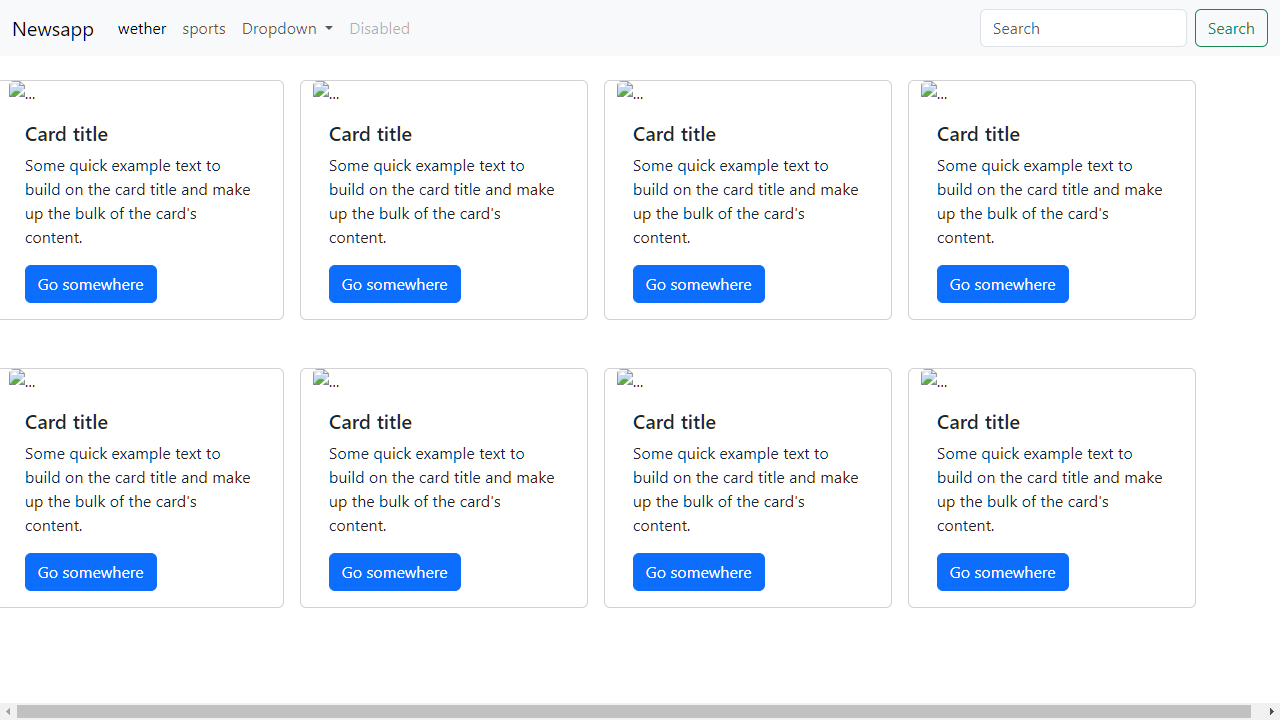 Newsapp wether sports Dropdown Disabled Search Search
... ... ... ...
Card title Card title Card title Card title
Some quick example text to Some quick example text to Some quick example text to Some quick example text to
build on the card title and make build on the card title and make build on the card title and make build on the card title and make
up the bulk of the card's up the bulk of the card's up the bulk of the card's up the bulk of the card's
content. content. content. content.
Go somewhere Go somewhere Go somewhere Go somewhere
... ... ... ...
Card title Card title Card title Card title
Some quick example text to Some quick example text to Some quick example text to Some quick example text to
build on the card title and make build on the card title and make build on the card title and make build on the card title and make
up the bulk of the card's up the bulk of the card's up the bulk of the card's up the bulk of the card's
content. content. content. content.
Go somewhere Go somewhere Go somewhere Go somewhere